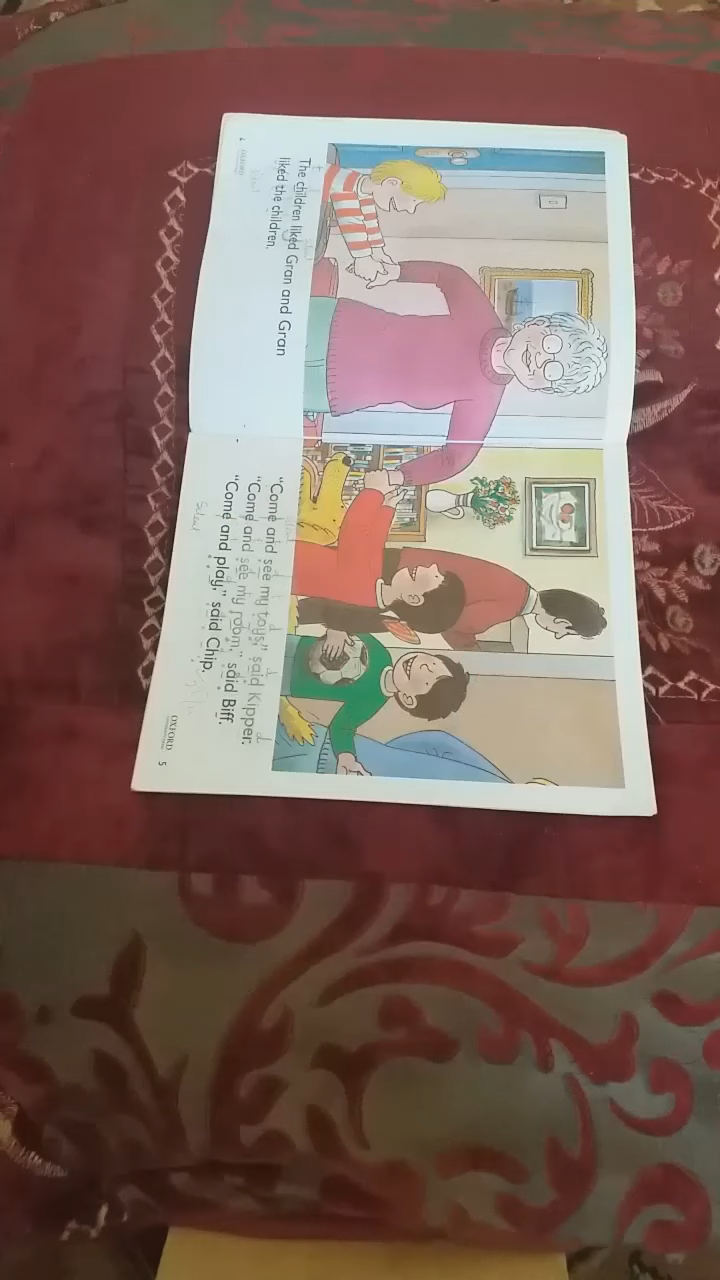 The children liked Gran and Gran
liked the children.
4 OXFORD
"Come and see my toys," said Kipper.
"Come and see my room," said Biff.
"Come and play," said Chip.
OXFORD 5